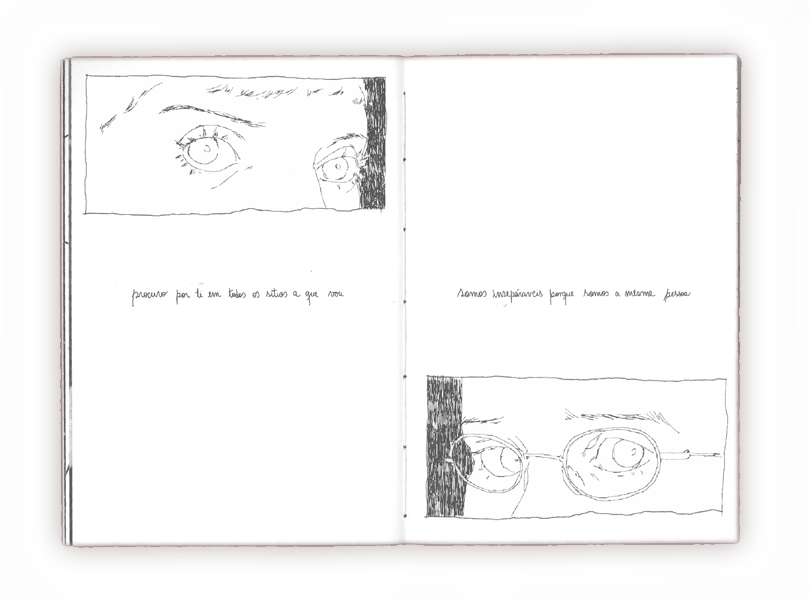 procuro por ti em todos os sítios a que vou
somos inseparáveis porque somos a mesma pessoa